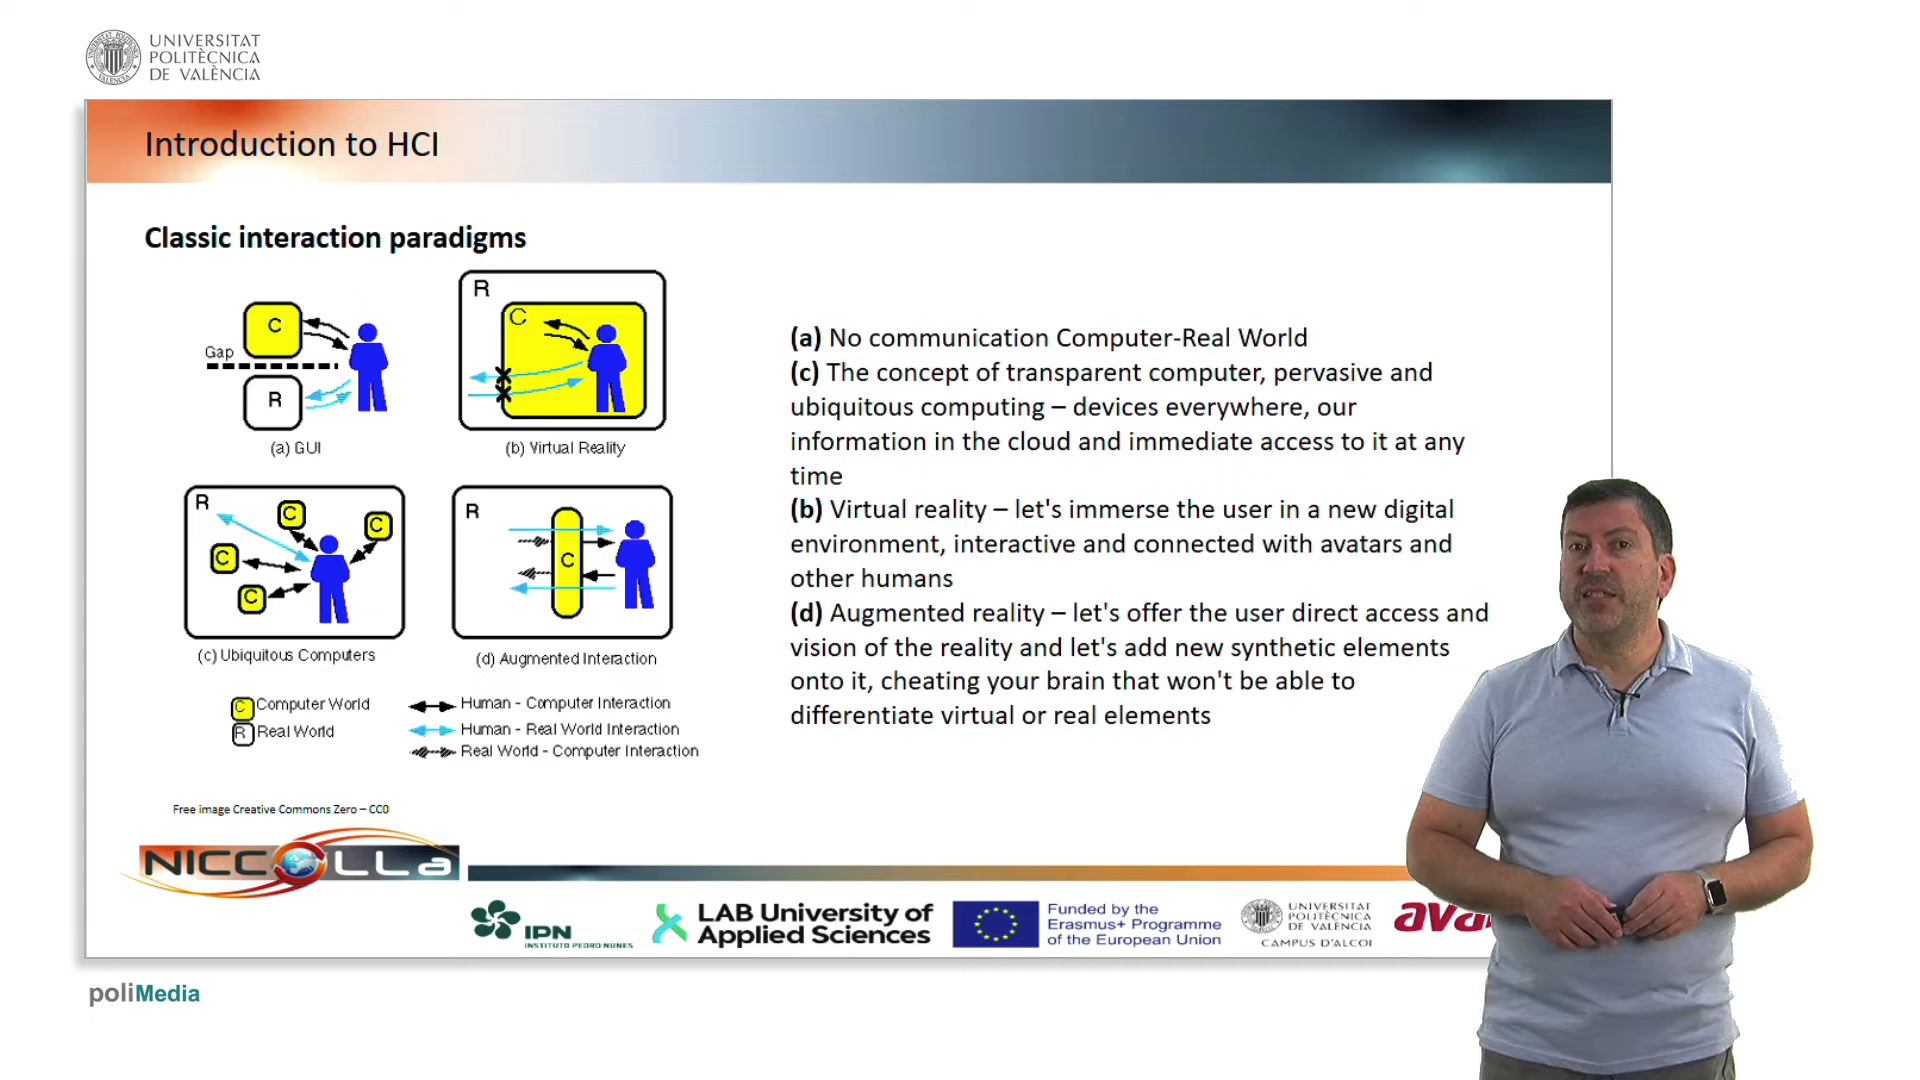 UNIVERSITAT
POLITÈCNICA
DE VALÈNCIA
Introduction to HCI
Classic interaction paradigms
C
Gap
R
(a) GUI
R
C
(b) Virtual Reality
R
C
C
C
C
(c) Ubiquitous Computers
R
C
(d) Augmented Interaction
C Computer World
R Real World
Human - Computer Interaction
Human - Real World Interaction
Real World - Computer Interaction
(a) No communication Computer-Real World
(c) The concept of transparent computer, pervasive and
ubiquitous computing – devices everywhere, our
information in the cloud and immediate access to it at any
time
(b) Virtual reality – let's immerse the user in a new digital
environment, interactive and connected with avatars and
other humans
(d) Augmented reality – let's offer the user direct access and
vision of the reality and let's add new synthetic elements
onto it, cheating your brain that won't be able to
differentiate virtual or real elements
Free image Creative Commons Zero – CC0
NICCOLLa
IPN
INSTITUTO PEDRO NUNES
LAB University of
Applied Sciences
Funded by the
Erasmus+ Programme
of the European Union
UNIVERSITAT
POLITÈCNICA
DE VALÈNCIA
CAMPUS D'ALCOI
poliMedia